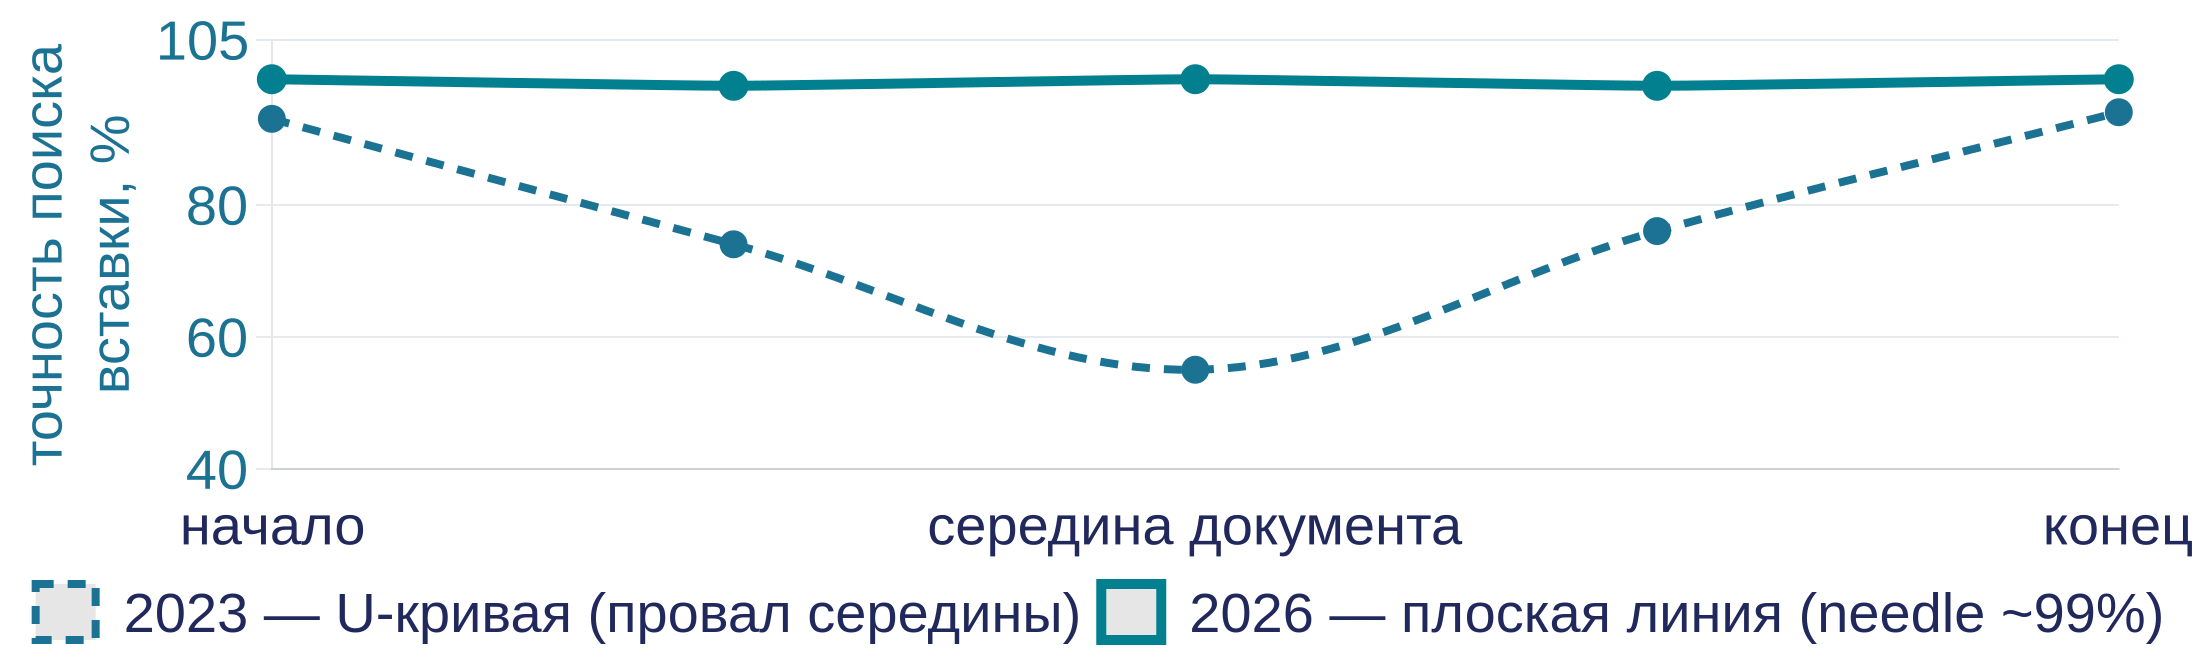 точность поиска
вставки, %
105
80
60
40
начало
середина документа
конец
2023 — U-кривая (провал середины)
2026 — плоская линия (needle ~99%)